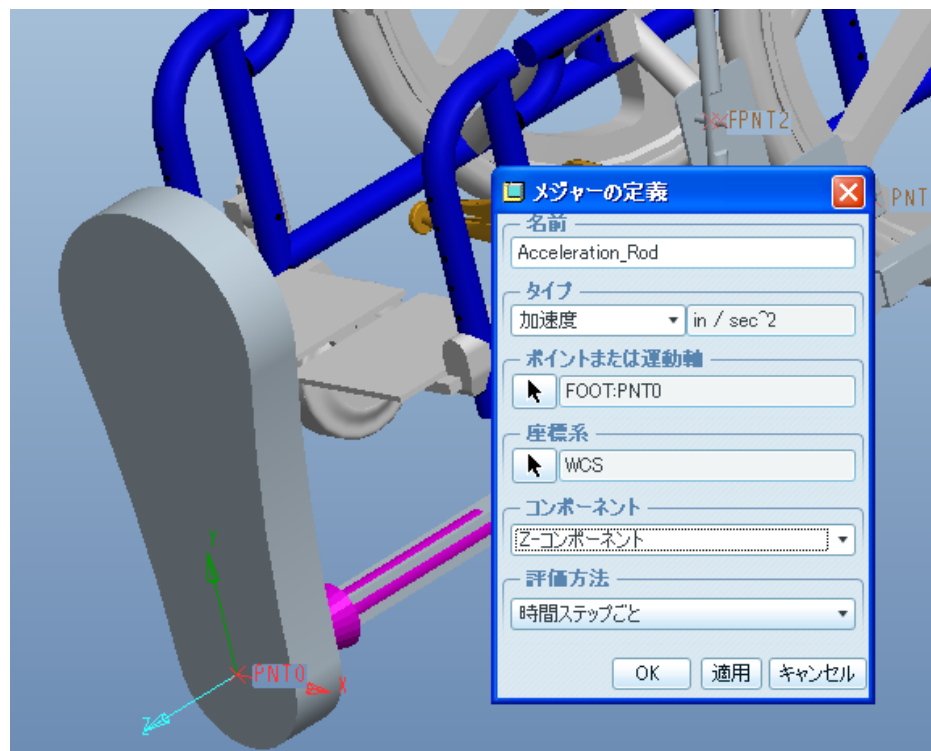 FPNT2
メジャーの定義
PNT
名前
Acceleration_Rod
タイプ
加速度
in / sec^2
ポイントまたは運動軸
FOOT:PNT0
座標系
WCS
コンポーネント
Z-コンポーネント
評価方法
時間ステップごと
OK
適用
キャンセル
Y
PNT0
X
Z